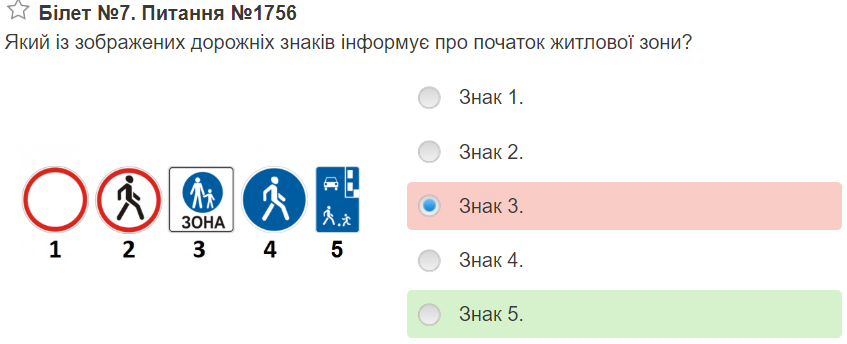 Білет №7. Питання №1756
Який із зображених дорожніх знаків інформує про початок житлової зони?
Знак 1.
Знак 2.
Знак 3.
Знак 4.
Знак 5.
ЗОНА
1 2 3 4 5